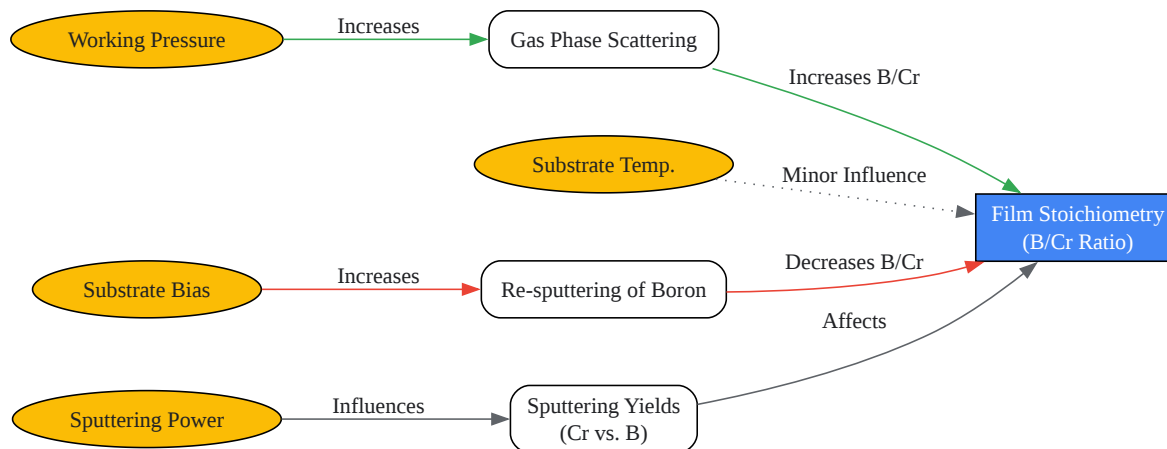 Working Pressure
Increases
Gas Phase Scattering
Increases B/Cr
Substrate Temp.
Minor Influence
Film Stoichiometry
(B/Cr Ratio)
Substrate Bias
Increases
Re-sputtering of Boron
Decreases B/Cr
Sputtering Power
Influences
Sputtering Yields
(Cr vs. B)
Affects